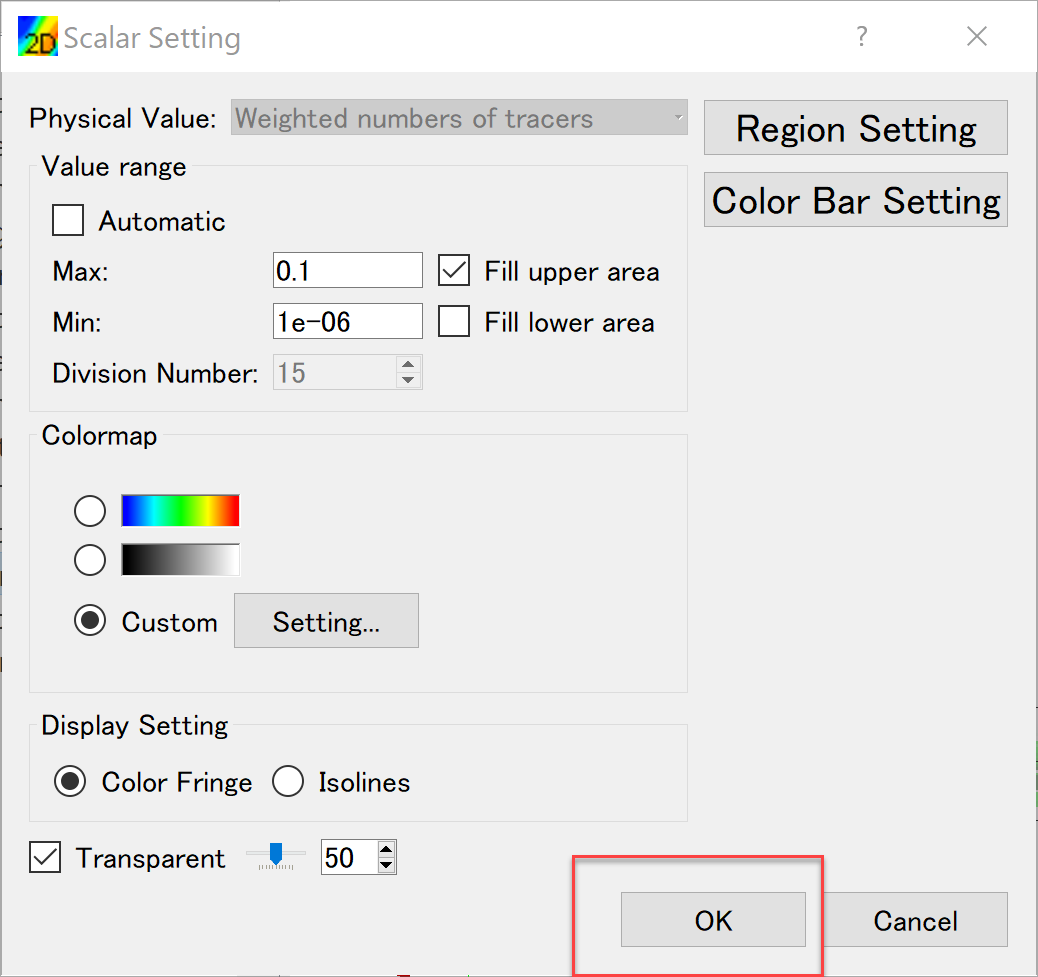 2D Scalar Setting ?
Physical Value: Weighted numbers of tracers
Region Setting
Value range
Color Bar Setting
Automatic
Max: 0.1 Fill upper area
Min: 1e-06 Fill lower area
Division Number: 15
Colormap
Custom Setting...
Display Setting
Color Fringe Isolines
Transparent 50
OK Cancel